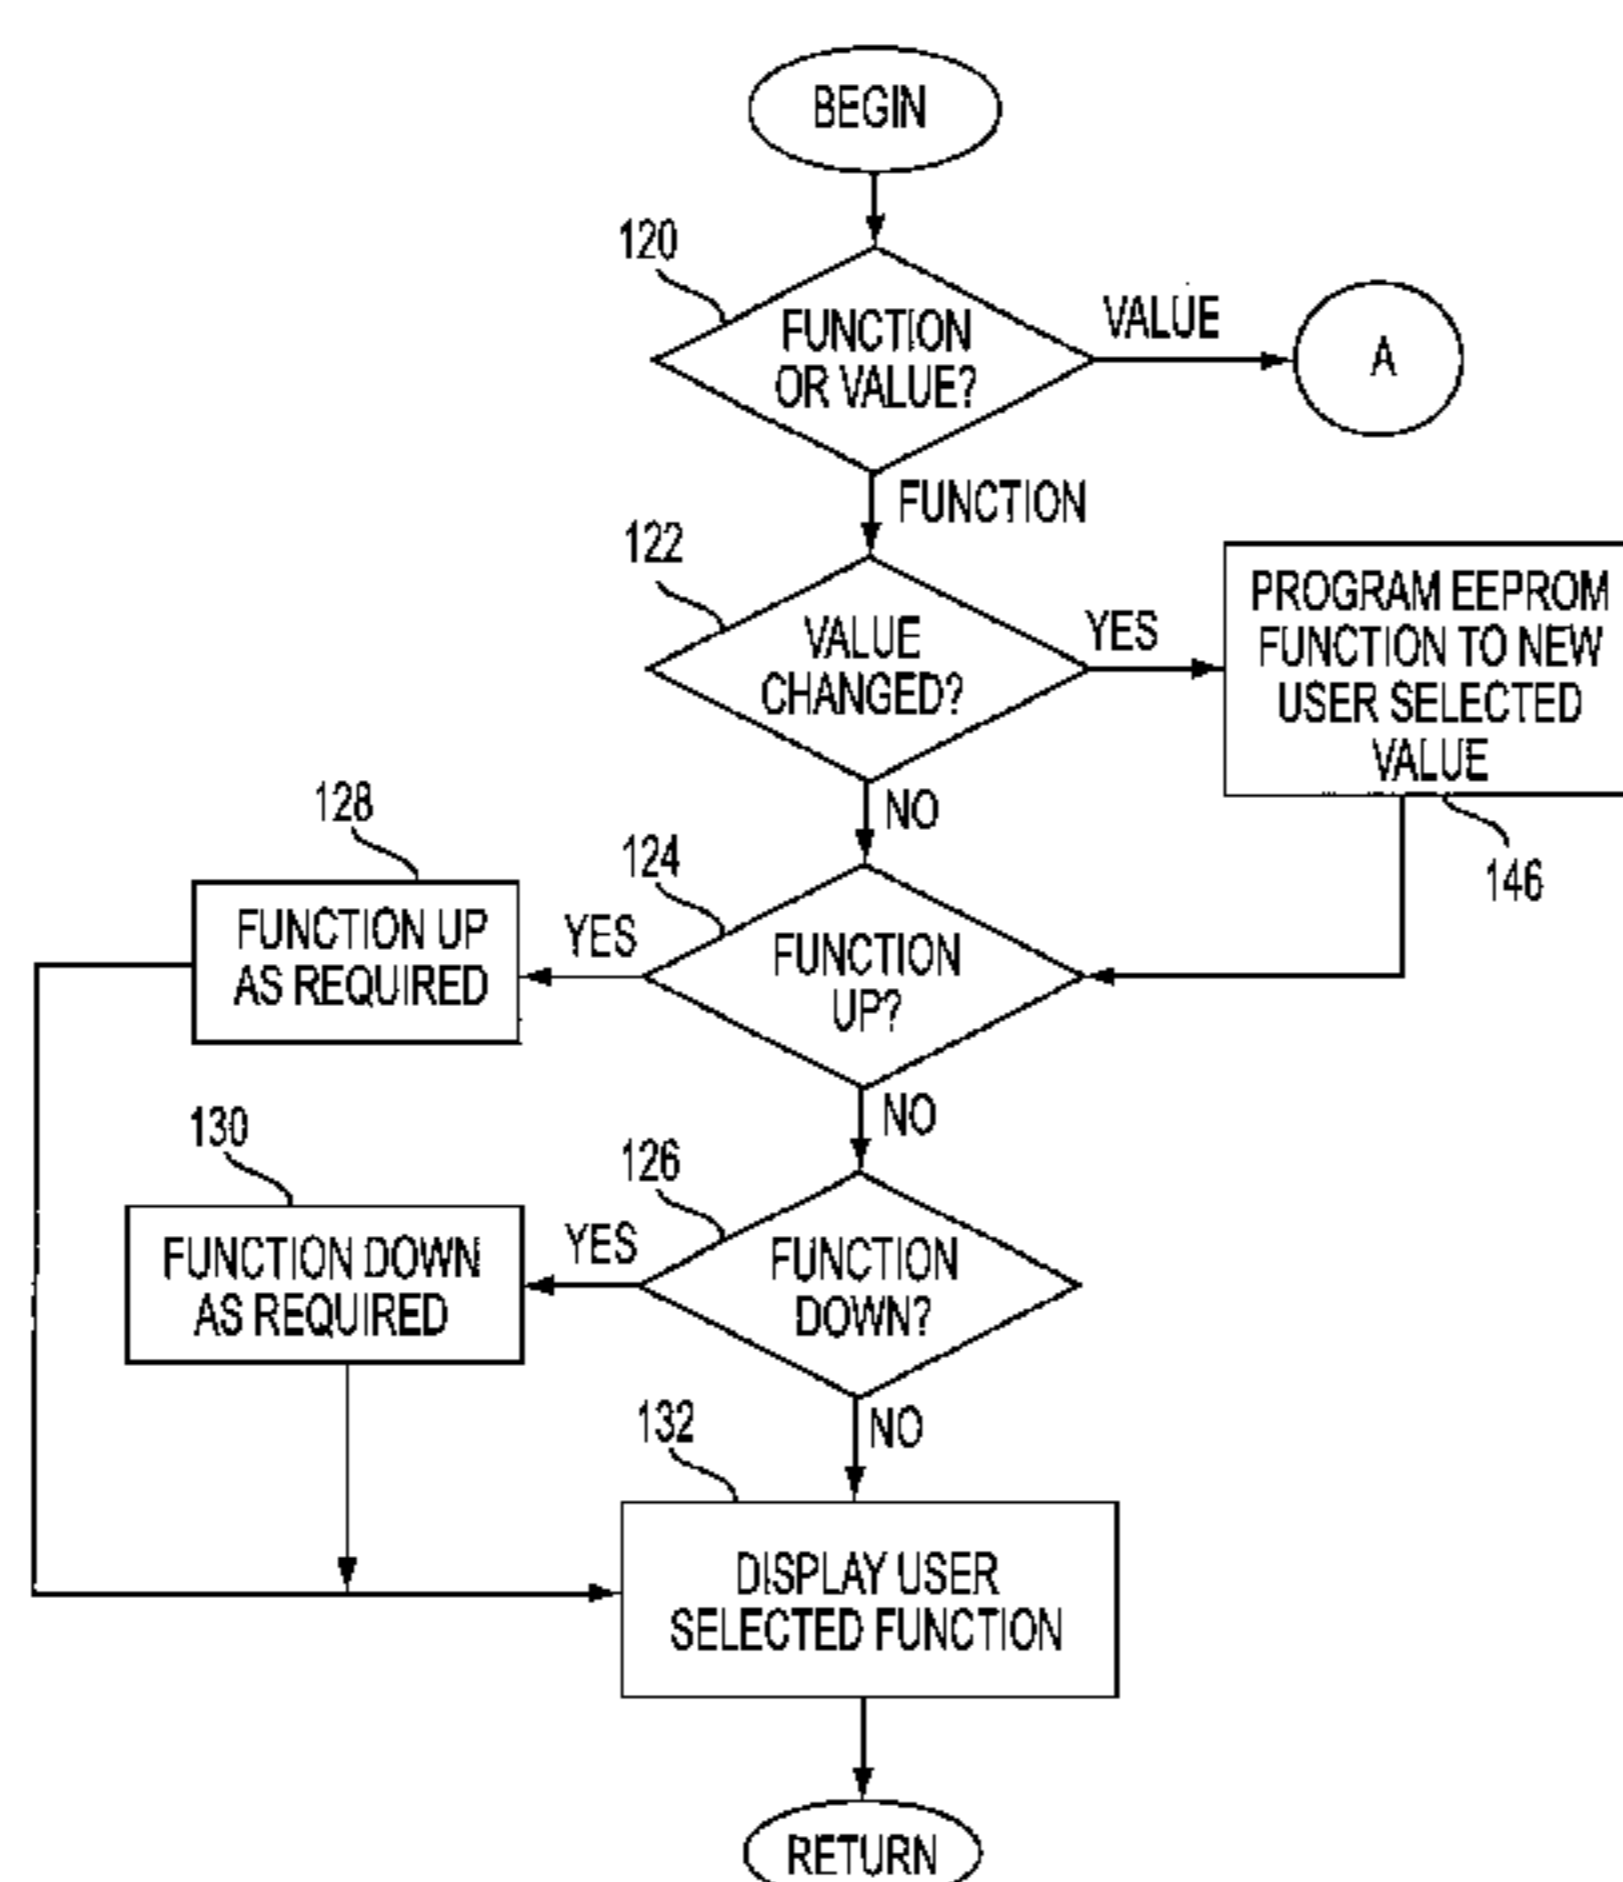 BEGIN
120
FUNCTION
OR VALUE?
VALUE
A
FUNCTION
122
VALUE
CHANGED?
YES
PROGRAM EEPROM
FUNCTION TO NEW
USER SELECTED
VALUE
146
NO
128
FUNCTION UP
AS REQUIRED
YES
124
FUNCTION
UP?
NO
130
FUNCTION DOWN
AS REQUIRED
YES
126
FUNCTION
DOWN?
NO
132
DISPLAY USER
SELECTED FUNCTION
RETURN